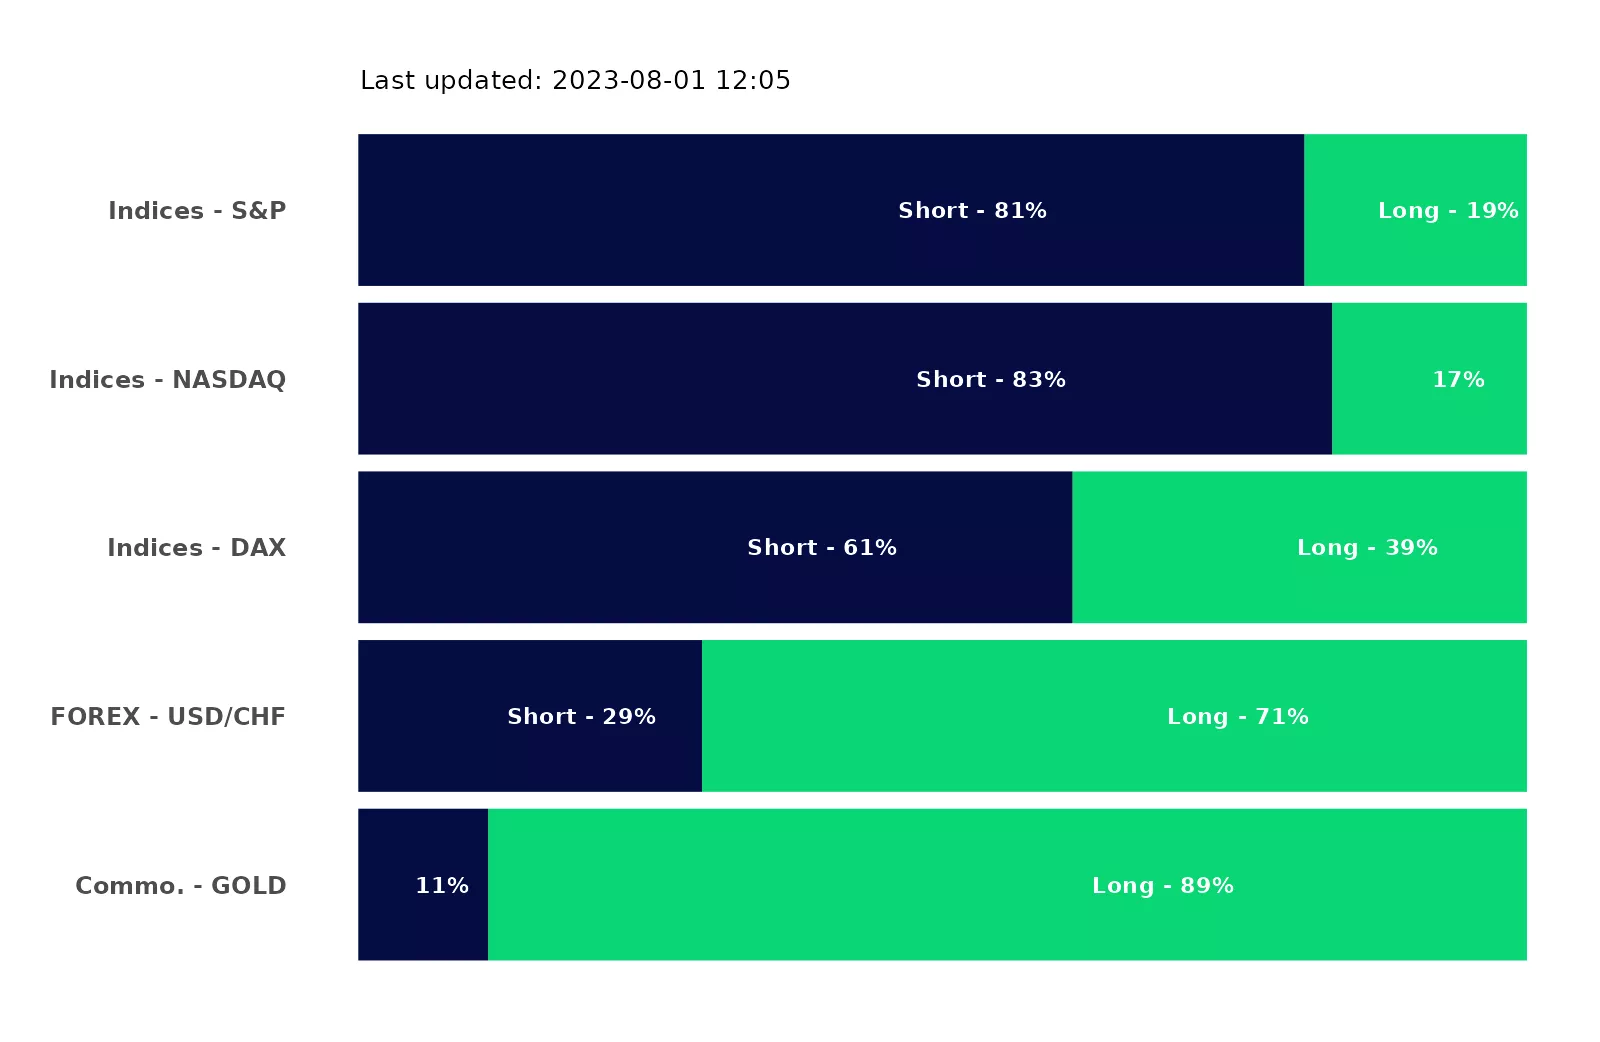 Last updated: 2023-08-01 12:05
Indices - S&P Short - 81% Long - 19%
Indices - NASDAQ Short - 83% 17%
Indices - DAX Short - 61% Long - 39%
FOREX - USD/CHF Short - 29% Long - 71%
Commo. - GOLD 11% Long - 89%